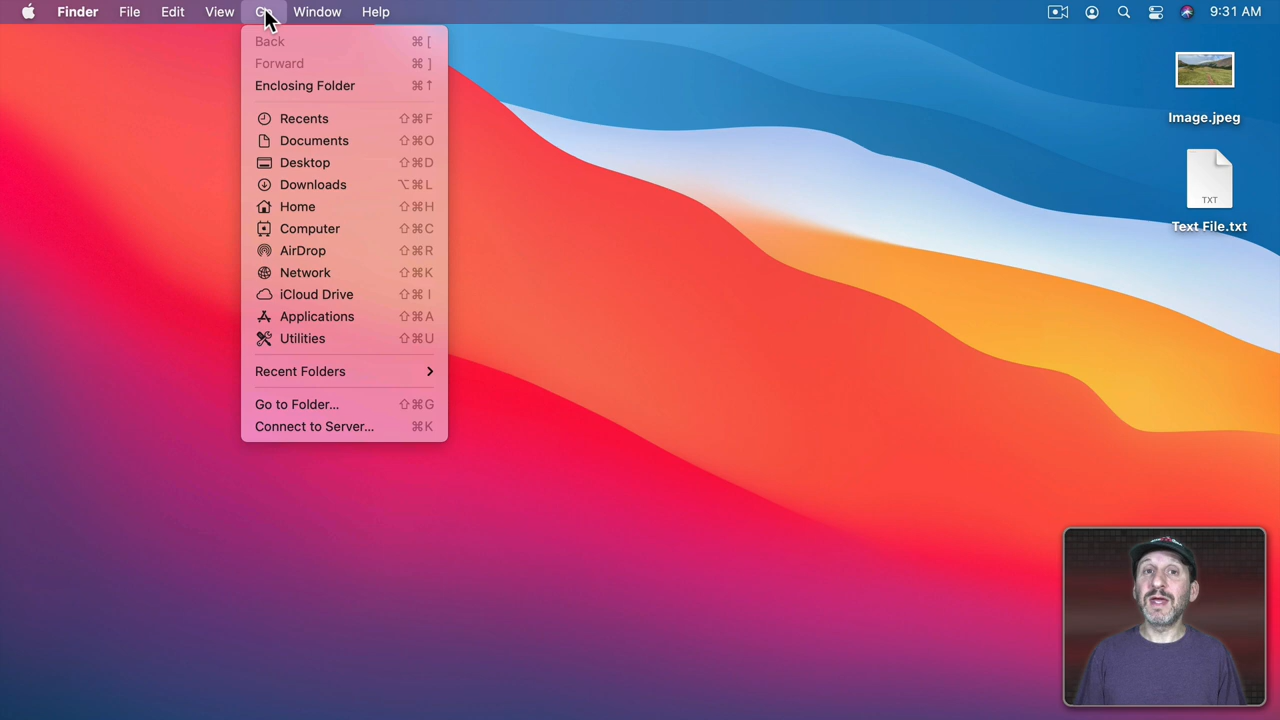 Finder File Edit View Go Window Help 9:31 AM
Back ⌘ [
Forward ⌘ ]
Enclosing Folder ⌘↑
Recents ⇧⌘F
Documents ⇧⌘O
Desktop ⇧⌘D
Downloads ⌥⌘L
Home ⇧⌘H
Computer ⇧⌘C
AirDrop ⇧⌘R
Network ⇧⌘K
iCloud Drive ⇧⌘I
Applications ⇧⌘A
Utilities ⇧⌘U
Recent Folders
Go to Folder... ⇧⌘G
Connect to Server... ⌘K
Image.jpeg
TXT
Text File.txt